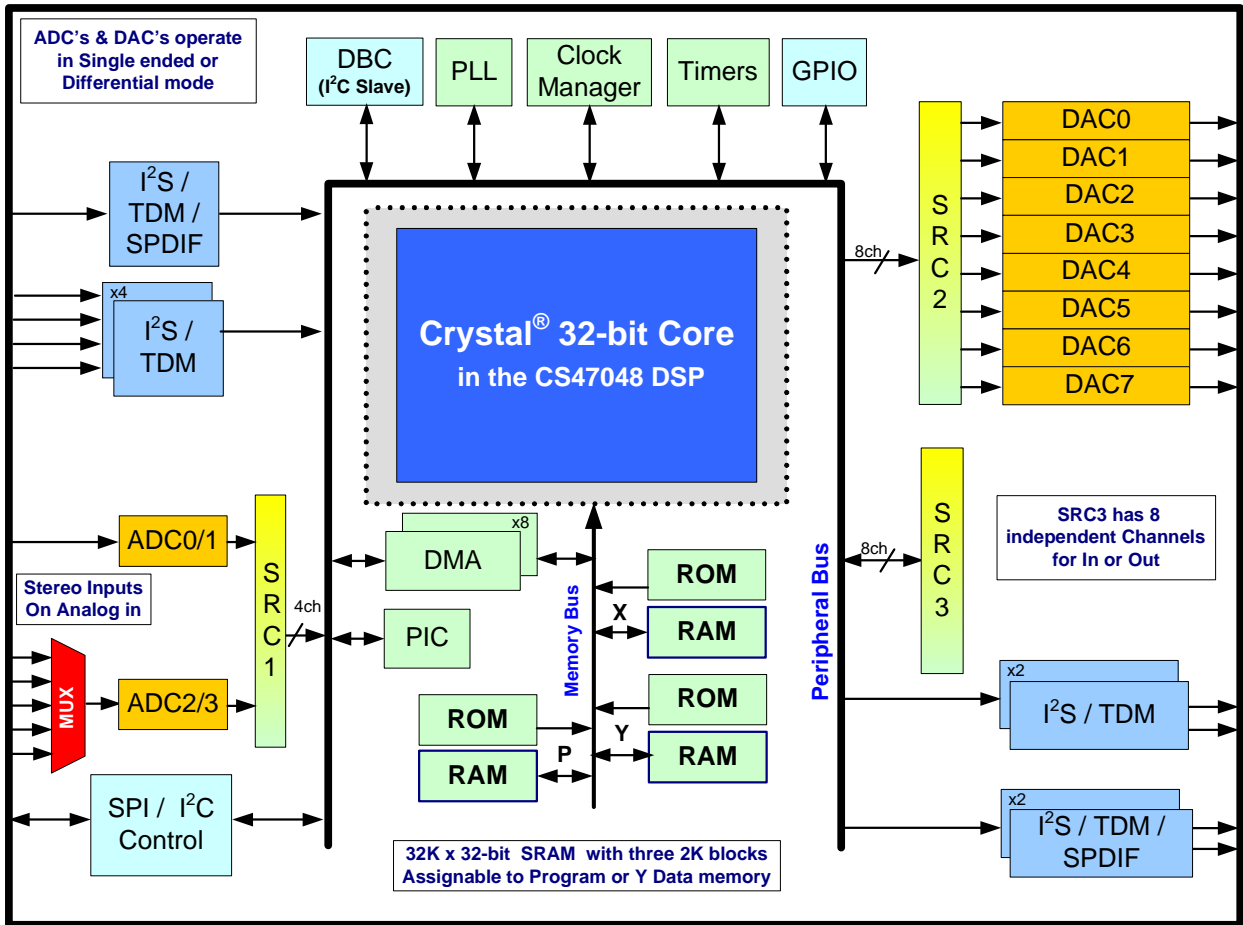 ADC's & DAC's operate
in Single ended or
Differential mode
DBC
(I²C Slave)
PLL
Clock
Manager
Timers
GPIO
I²S /
TDM /
SPDIF
x4
I²S /
TDM
Crystal® 32-bit Core
in the CS47048 DSP
8ch
SRC2
DAC0
DAC1
DAC2
DAC3
DAC4
DAC5
DAC6
DAC7
ADC0/1
Stereo Inputs
On Analog in
MUX
ADC2/3
SRC1
4ch
x8
DMA
PIC
Memory Bus
ROM
X
RAM
ROM
Y
RAM
ROM
P
RAM
Peripheral Bus
8ch
SRC3
SRC3 has 8
independent Channels
for In or Out
x2
I²S / TDM
x2
I²S / TDM /
SPDIF
SPI / I²C
Control
32K x 32-bit SRAM with three 2K blocks
Assignable to Program or Y Data memory